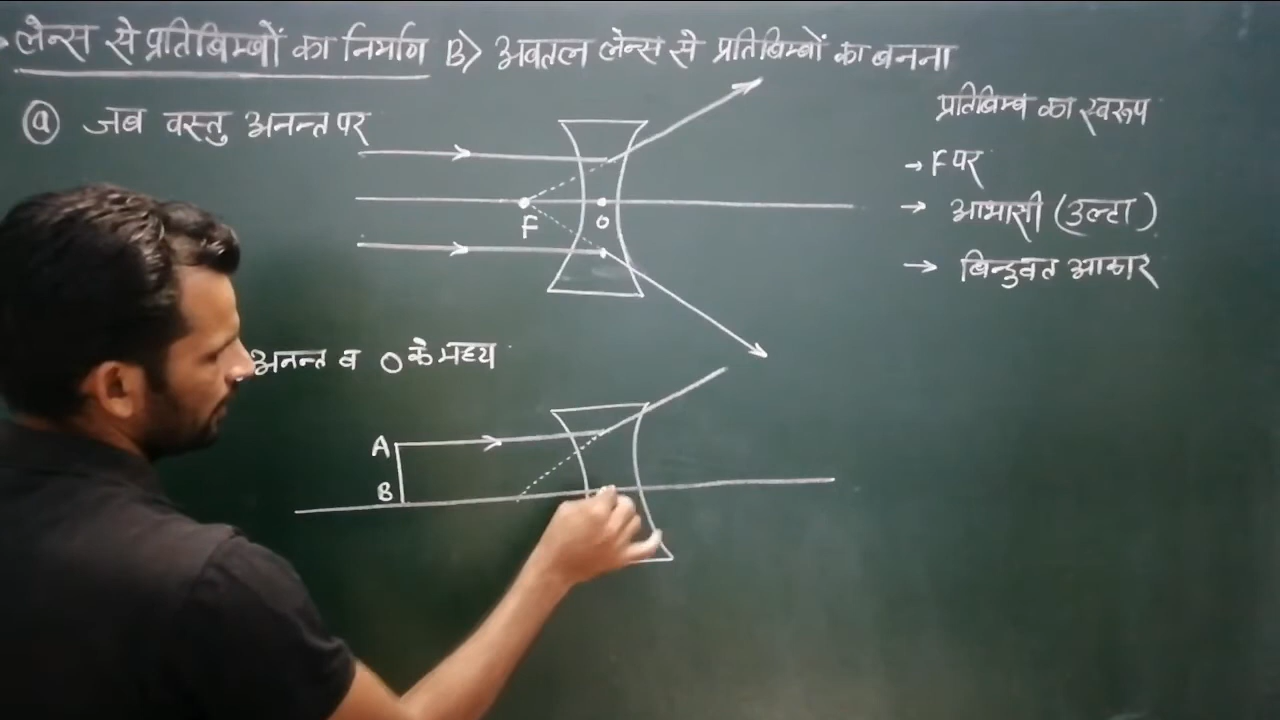 लेन्स से प्रतिबिम्बों का निर्माण B> अवतल लेन्स से प्रतिबिम्बों का बनना
ⓐ जब वस्तु अनन्त पर
F
O
प्रतिबिम्ब का स्वरूप
→ F पर
→ आभासी (उल्टा)
→ बिन्दुवत आकार
अनन्त व O के मध्य
A
B